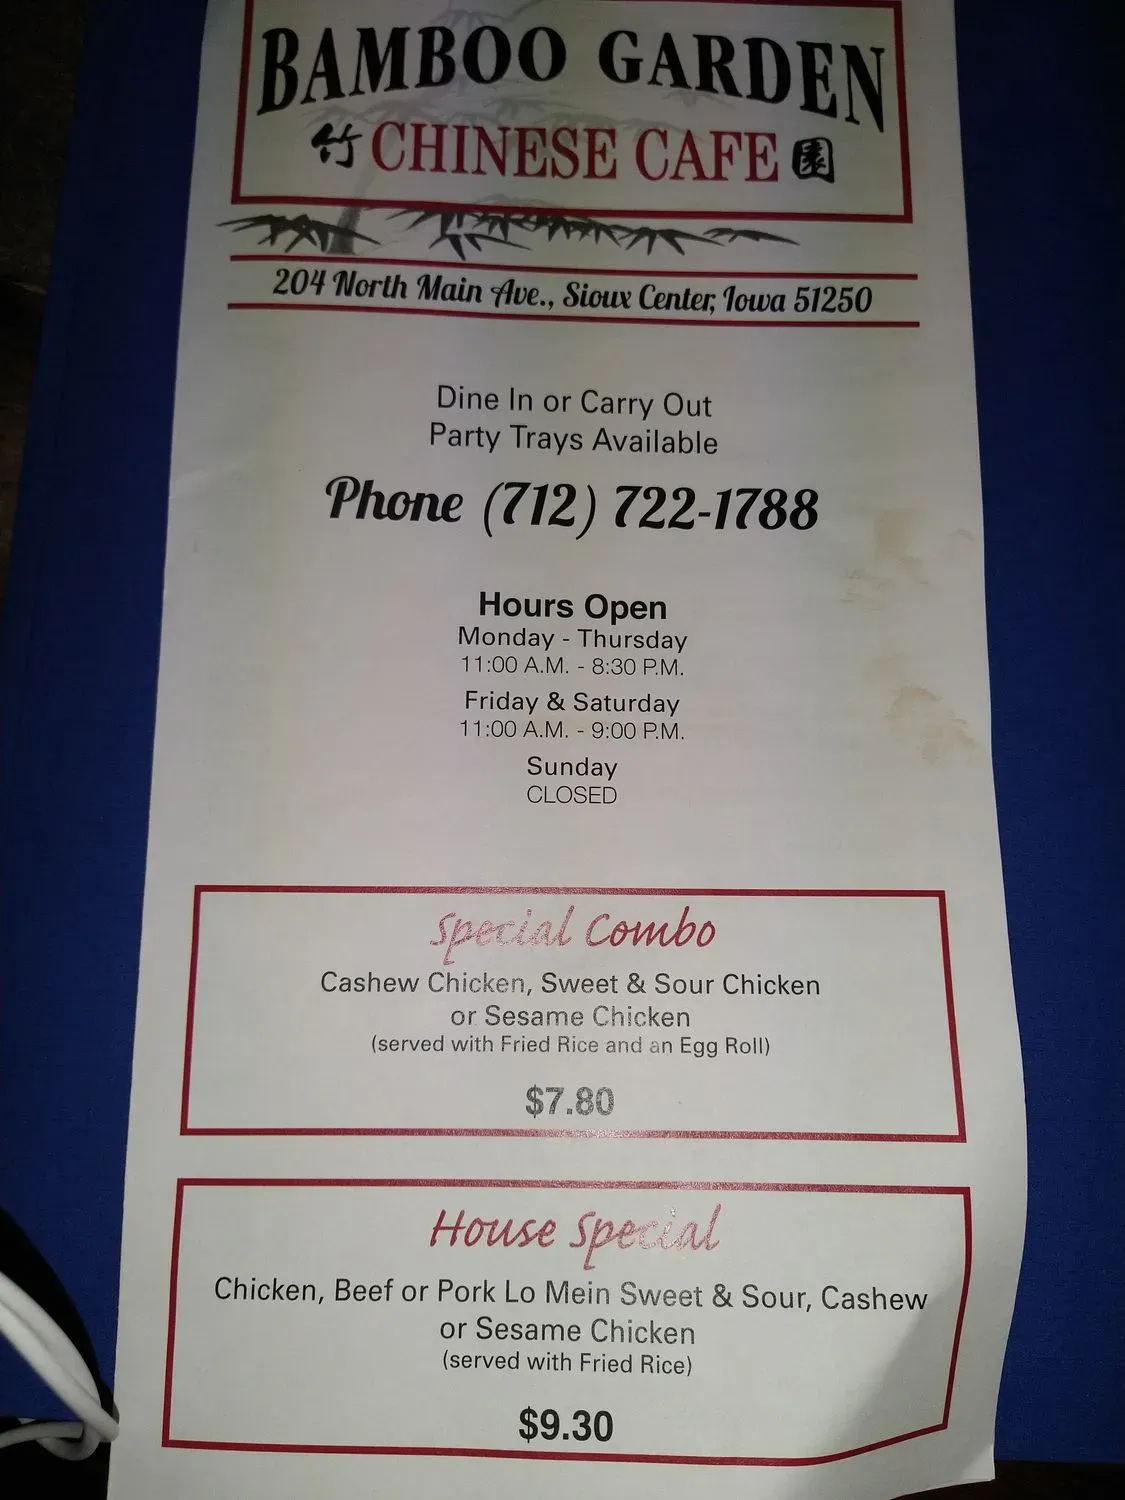 BAMBOO GARDEN
竹 CHINESE CAFE 園
204 North Main Ave., Sioux Center, Iowa 51250
Dine In or Carry Out
Party Trays Available
Phone (712) 722-1788
Hours Open
Monday - Thursday
11:00 A.M. - 8:30 P.M.
Friday & Saturday
11:00 A.M. - 9:00 P.M.
Sunday
CLOSED
Special Combo
Cashew Chicken, Sweet & Sour Chicken
or Sesame Chicken
(served with Fried Rice and an Egg Roll)
$7.80
House Special
Chicken, Beef or Pork Lo Mein Sweet & Sour, Cashew
or Sesame Chicken
(served with Fried Rice)
$9.30